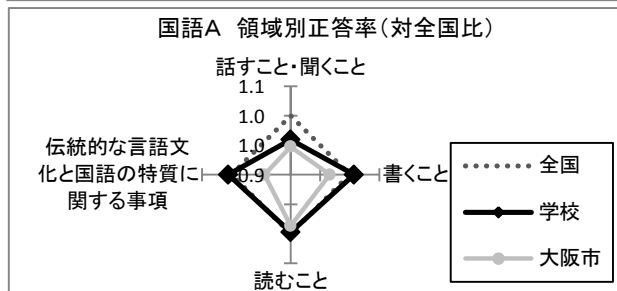 国語A 領域別正答率(対全国比)
話すこと・聞くこと
1.1
1.0
1.0
0.9
伝統的な言語文
化と国語の特質に
関する事項
書くこと
読むこと
全国
学校
大阪市